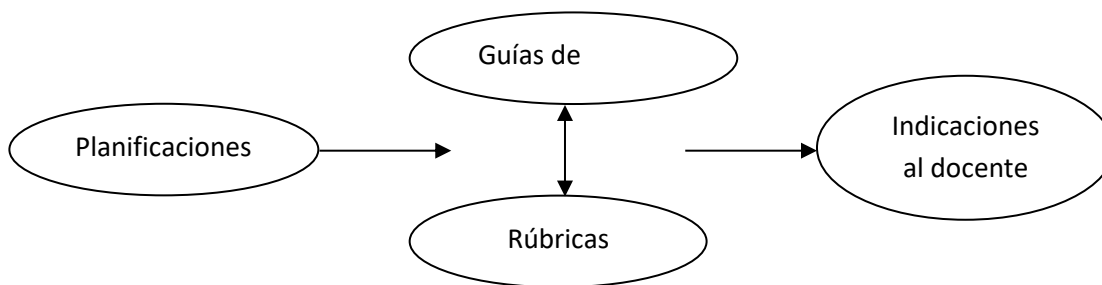 Guías de
Planificaciones
Indicaciones
al docente
Rúbricas